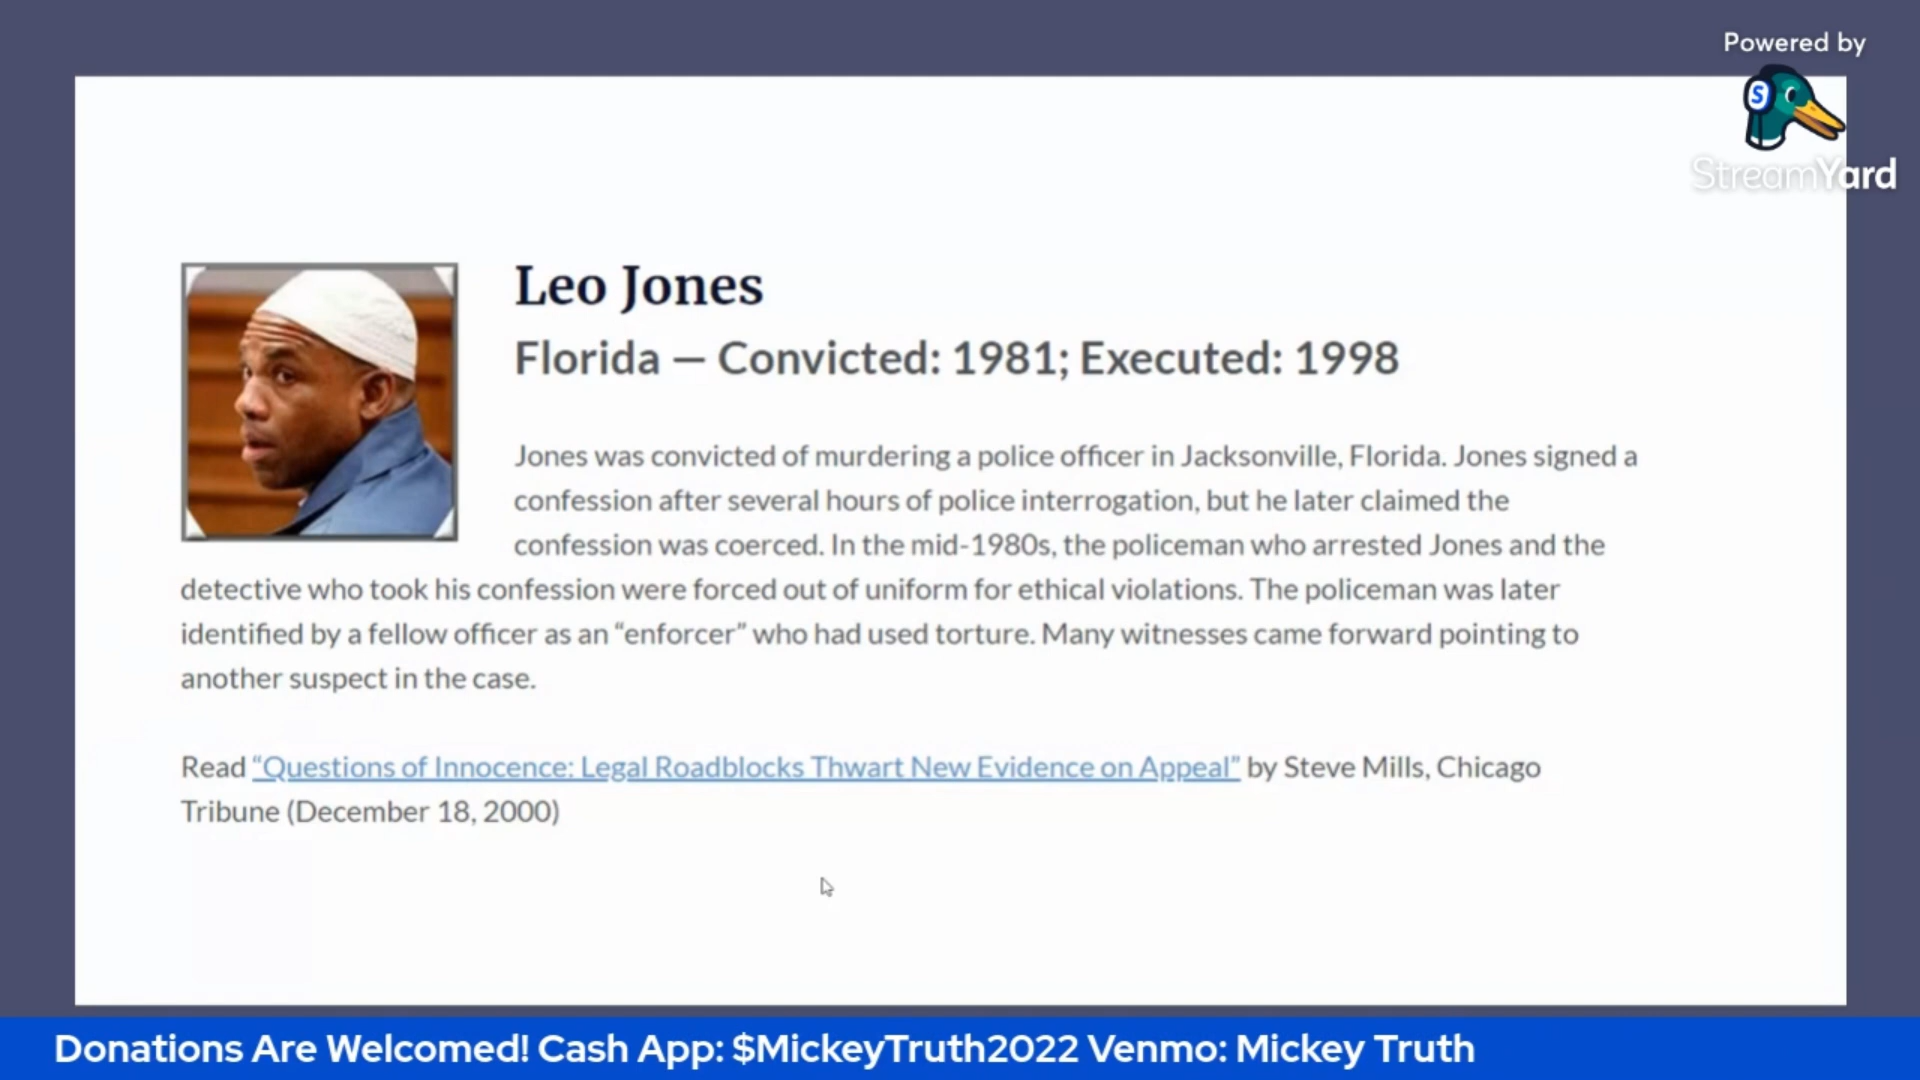 Powered by
S
StreamYard
Leo Jones
Florida — Convicted: 1981; Executed: 1998
Jones was convicted of murdering a police officer in Jacksonville, Florida. Jones signed a
confession after several hours of police interrogation, but he later claimed the
confession was coerced. In the mid-1980s, the policeman who arrested Jones and the
detective who took his confession were forced out of uniform for ethical violations. The policeman was later
identified by a fellow officer as an “enforcer” who had used torture. Many witnesses came forward pointing to
another suspect in the case.
Read “Questions of Innocence: Legal Roadblocks Thwart New Evidence on Appeal” by Steve Mills, Chicago
Tribune (December 18, 2000)
Donations Are Welcomed! Cash App: $MickeyTruth2022 Venmo: Mickey Truth